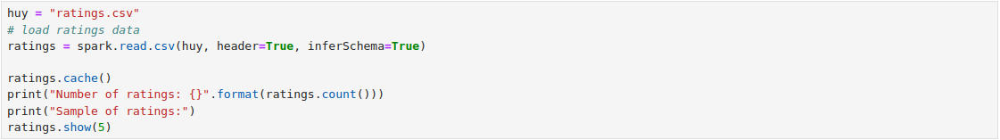 huy = "ratings.csv"
# load ratings data
ratings = spark.read.csv(huy, header=True, inferSchema=True)

ratings.cache()
print("Number of ratings: {}".format(ratings.count()))
print("Sample of ratings:")
ratings.show(5)